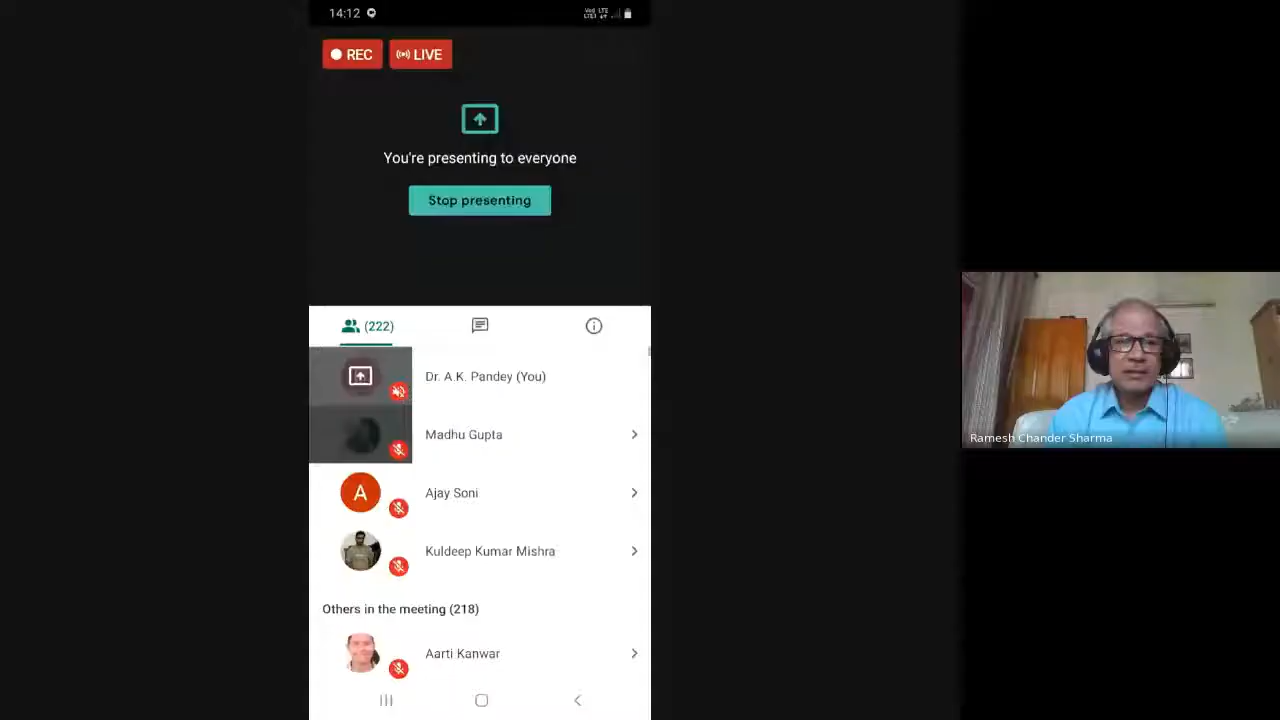 14:12
REC
LIVE
You're presenting to everyone
Stop presenting
(222)
Dr. A.K. Pandey (You)
Madhu Gupta
A
Ajay Soni
Kuldeep Kumar Mishra
Others in the meeting (218)
Aarti Kanwar
Ramesh Chander Sharma